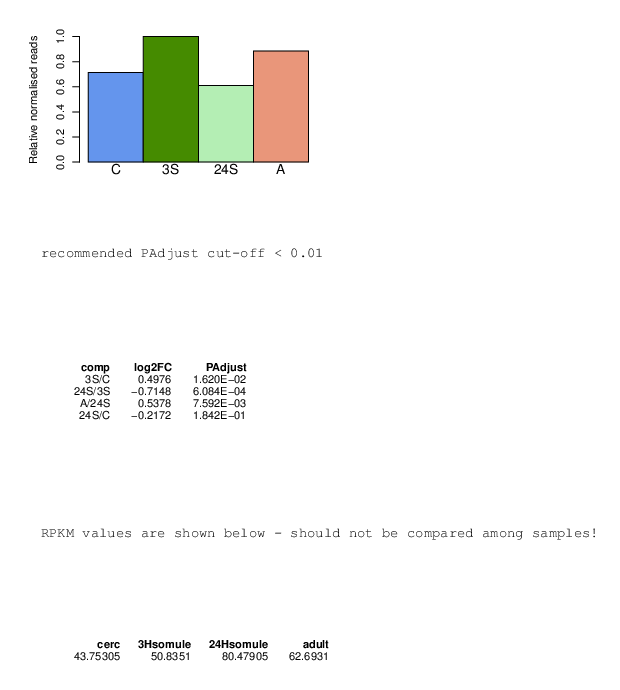 Relative normalised reads
1.0
0.8
0.6
0.4
0.2
0.0
C 3S 24S A
recommended PAdjust cut-off < 0.01
comp log2FC PAdjust
3S/C 0.4976 1.620E−02
24S/3S −0.7148 6.084E−04
A/24S 0.5378 7.592E−03
24S/C −0.2172 1.842E−01
RPKM values are shown below - should not be compared among samples!
cerc 3Hsomule 24Hsomule adult
43.75305 50.8351 80.47905 62.6931